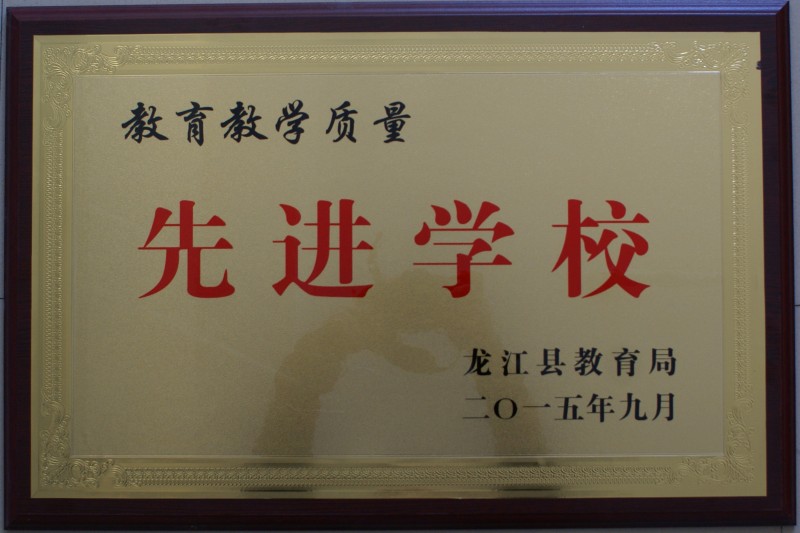 教育教学质量
先进学校
龙江县教育局
二〇一五年九月